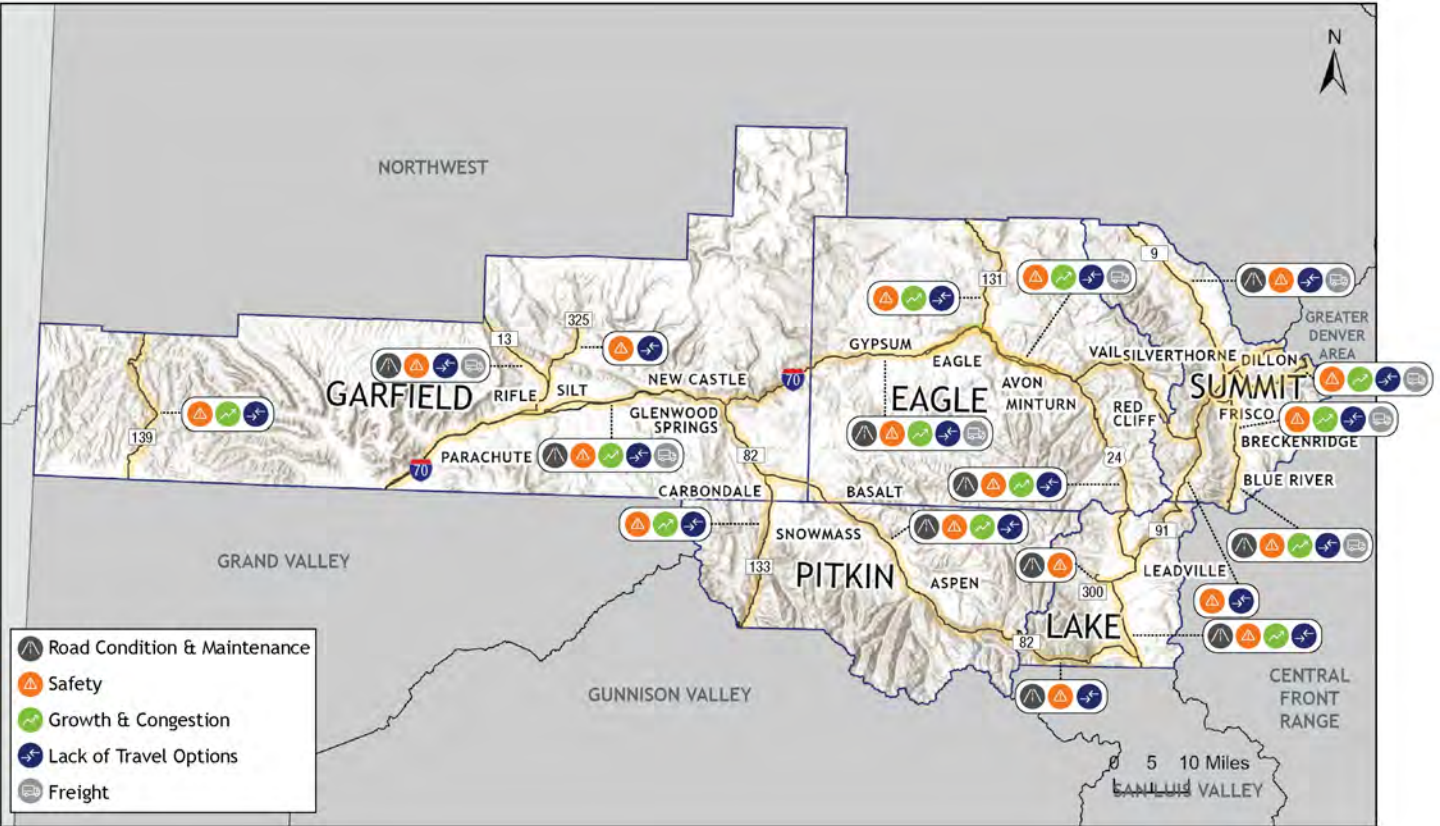 N
NORTHWEST
9
131
GREATER
DENVER
AREA
325
13
GYPSUM
EAGLE
VAIL
SILVERTHORNE
DILLON
70
NEW CASTLE
SILT
RIFLE
GARFIELD
EAGLE
AVON
MINTURN
SUMMIT
RED
CLIFF
FRISCO
GLENWOOD
SPRINGS
BRECKENRIDGE
139
70
PARACHUTE
82
24
BLUE RIVER
CARBONDALE
BASALT
SNOWMASS
91
GRAND VALLEY
133
PITKIN
ASPEN
LEADVILLE
300
LAKE
82
Road Condition & Maintenance
Safety
Growth & Congestion
Lack of Travel Options
Freight
GUNNISON VALLEY
CENTRAL
FRONT
RANGE
0 5 10 Miles
SAN LUIS VALLEY